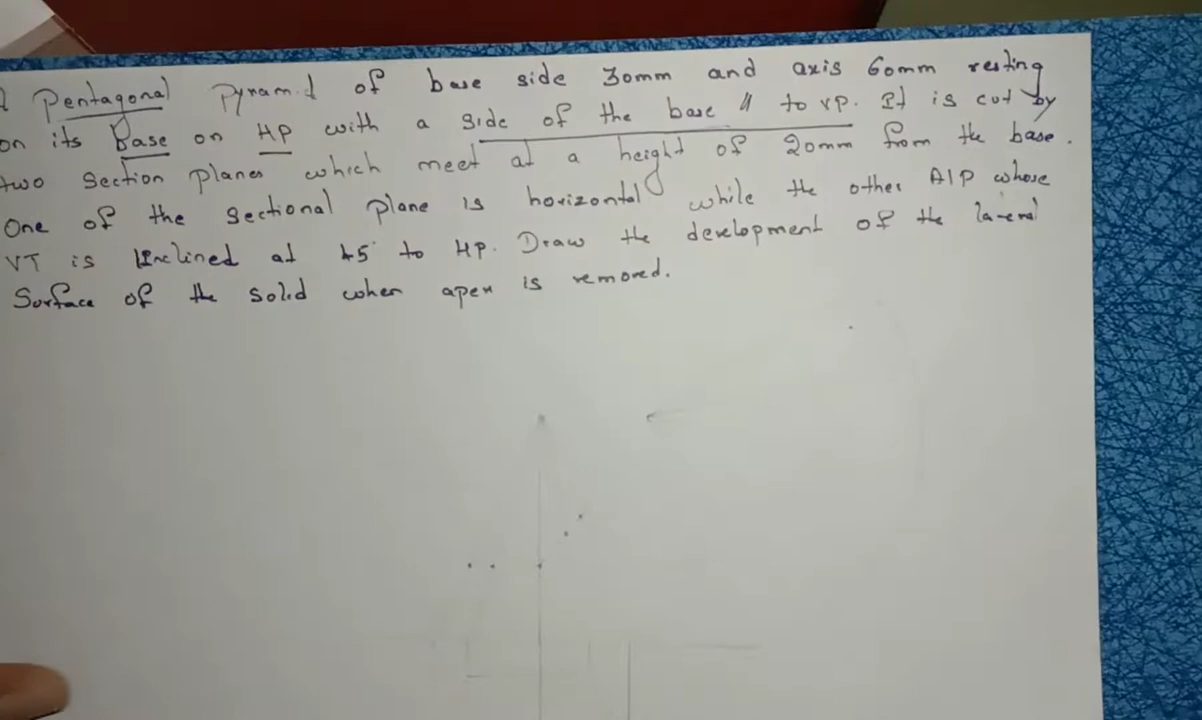 Pentagonal Pyramid of base side 30mm and axis 60mm resting
on its Base on HP with a side of the base // to VP. It is cut by
two section planes which meet at a height of 20mm from the base.
One of the sectional plane is horizontal while the other AIP whose
VT is Inclined at 45° to HP. Draw the development of the lateral
Surface of the solid when apex is removed.